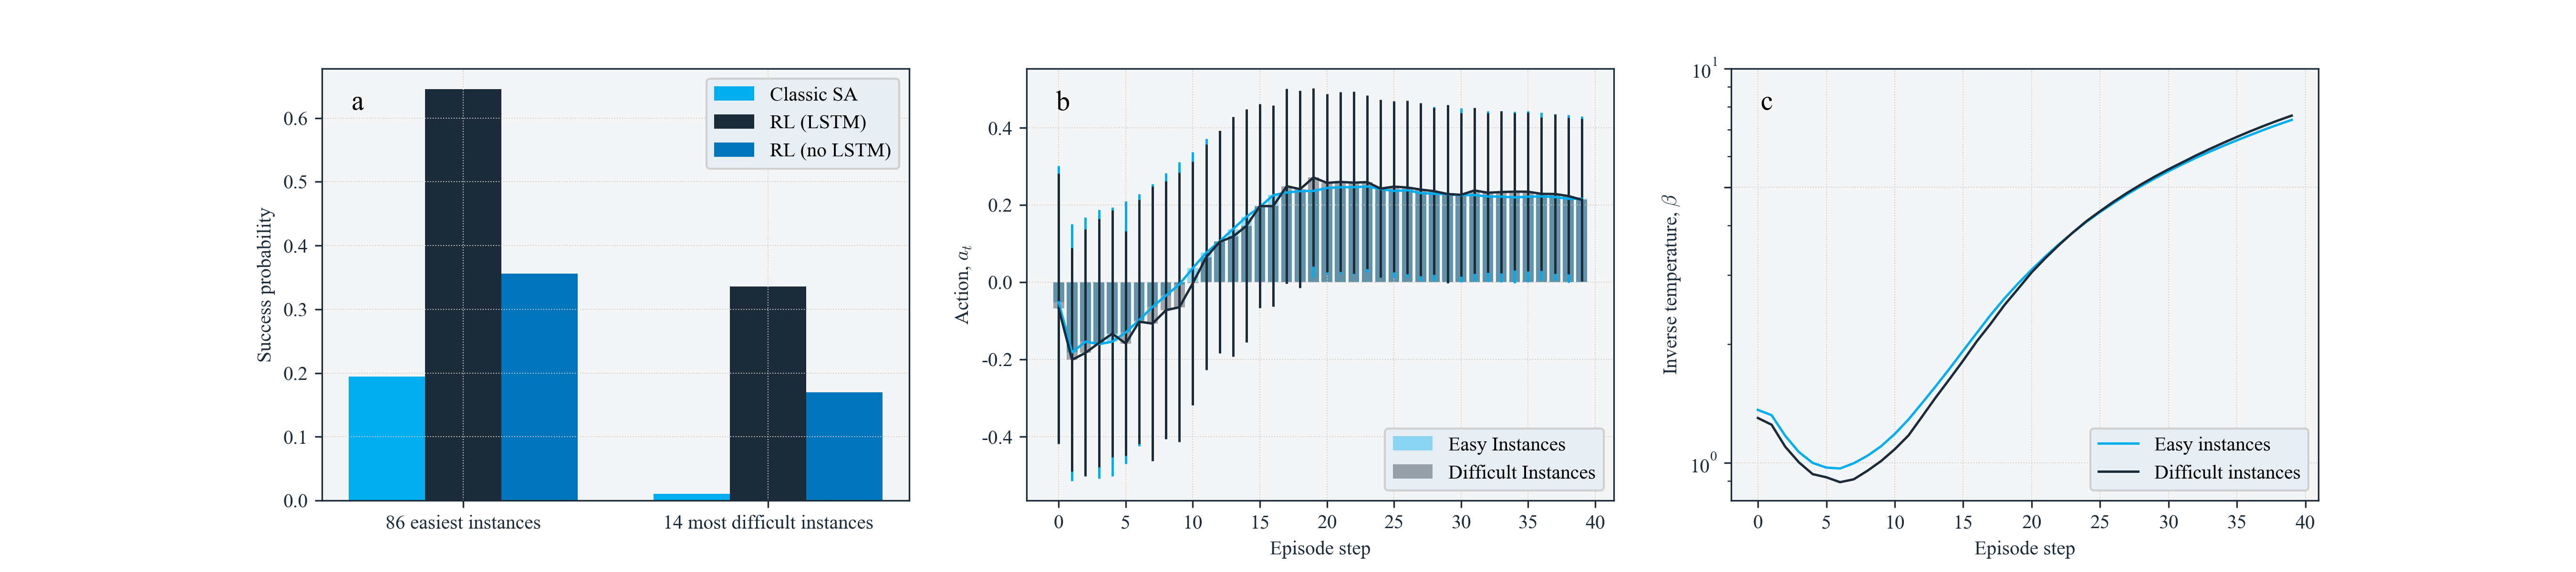 a
Classic SA
RL (LSTM)
RL (no LSTM)
Success probability
0.6
0.5
0.4
0.3
0.2
0.1
0.0
86 easiest instances
14 most difficult instances
b
Action, a_t
0.4
0.2
0.0
-0.2
-0.4
Easy Instances
Difficult Instances
0 5 10 15 20 25 30 35 40
Episode step
c
Inverse temperature, β
10^1
10^0
Easy instances
Difficult instances
0 5 10 15 20 25 30 35 40
Episode step